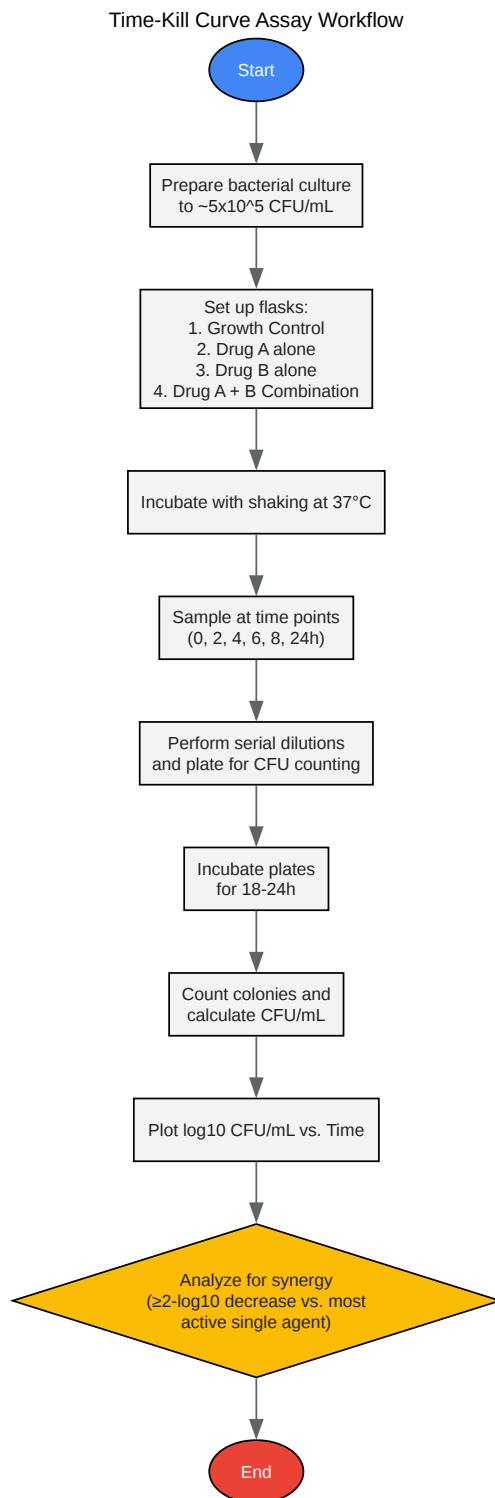 Time-Kill Curve Assay Workflow
Start
Prepare bacterial culture
to ~5x10^5 CFU/mL
Set up flasks:
1. Growth Control
2. Drug A alone
3. Drug B alone
4. Drug A + B Combination
Incubate with shaking at 37°C
Sample at time points
(0, 2, 4, 6, 8, 24h)
Perform serial dilutions
and plate for CFU counting
Incubate plates
for 18-24h
Count colonies and
calculate CFU/mL
Plot log10 CFU/mL vs. Time
Analyze for synergy
(≥2-log10 decrease vs. most
active single agent)
End